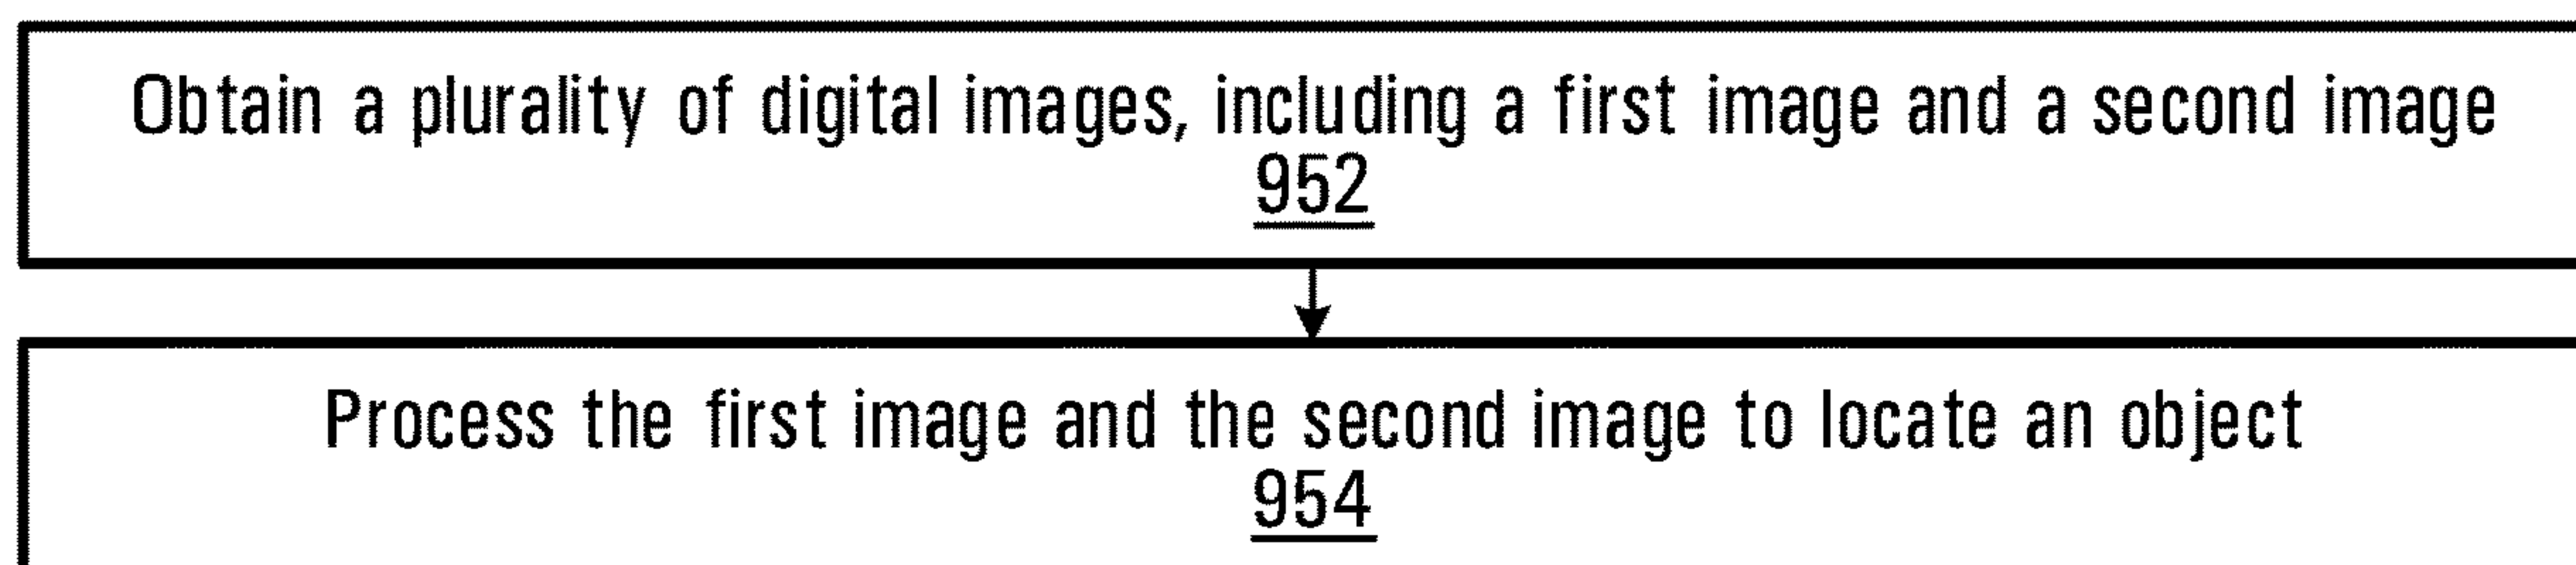 Obtain a plurality of digital images, including a first image and a second image
952
Process the first image and the second image to locate an object
954